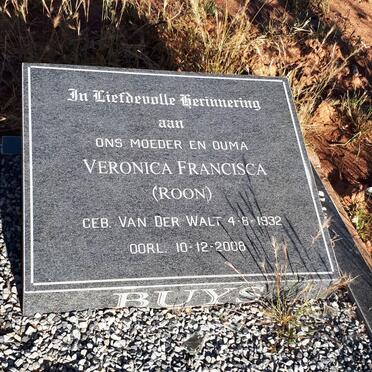 In Liefdevolle Herinnering
aan
ONS MOEDER EN OUMA
VERONICA FRANCISCA
(ROON)
GEB. VAN DER WALT 4-8-1932
OORL. 10-12-2008
BUYS